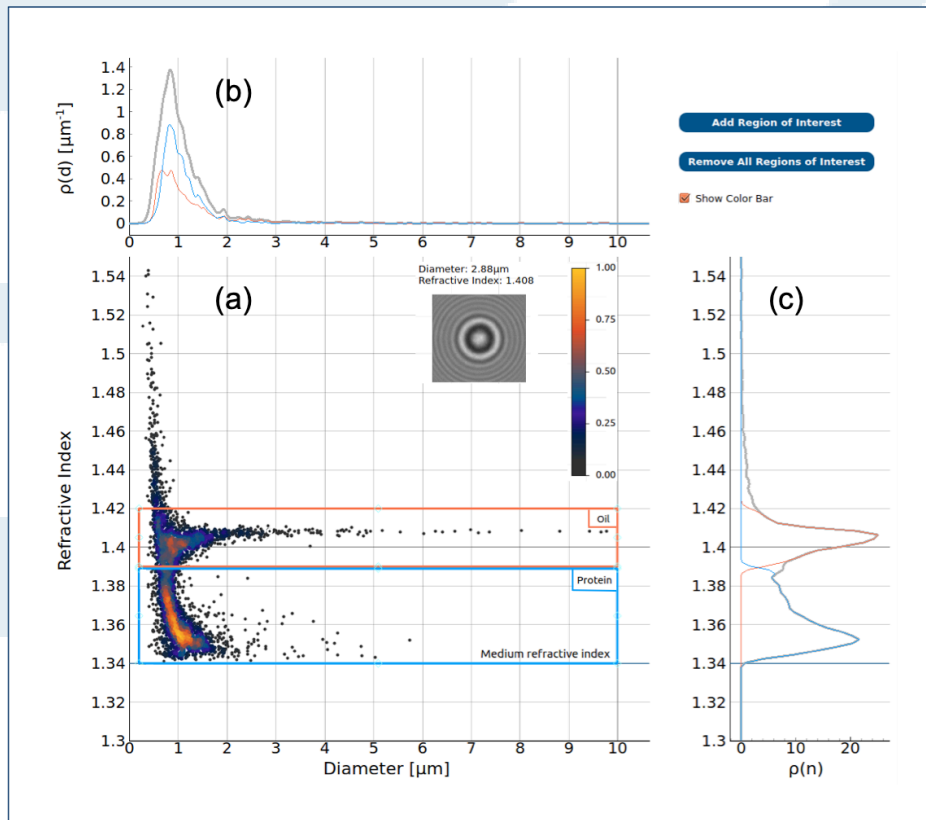 (b)
ρ(d) [µm⁻¹]
1.4
1.2
1
0.8
0.6
0.4
0.2
0
0 1 2 3 4 5 6 7 8 9 10
Add Region of Interest
Remove All Regions of Interest
Show Color Bar
(a)
Refractive Index
1.54
1.52
1.5
1.48
1.46
1.44
1.42
1.4
1.38
1.36
1.34
1.32
1.3
Diameter: 2.88µm
Refractive Index: 1.408
1.00
0.75
0.50
0.25
0.00
Oil
Protein
Medium refractive index
0 1 2 3 4 5 6 7 8 9 10
Diameter [µm]
(c)
1.54
1.52
1.5
1.48
1.46
1.44
1.42
1.4
1.38
1.36
1.34
1.32
1.3
0 10 20
ρ(n)